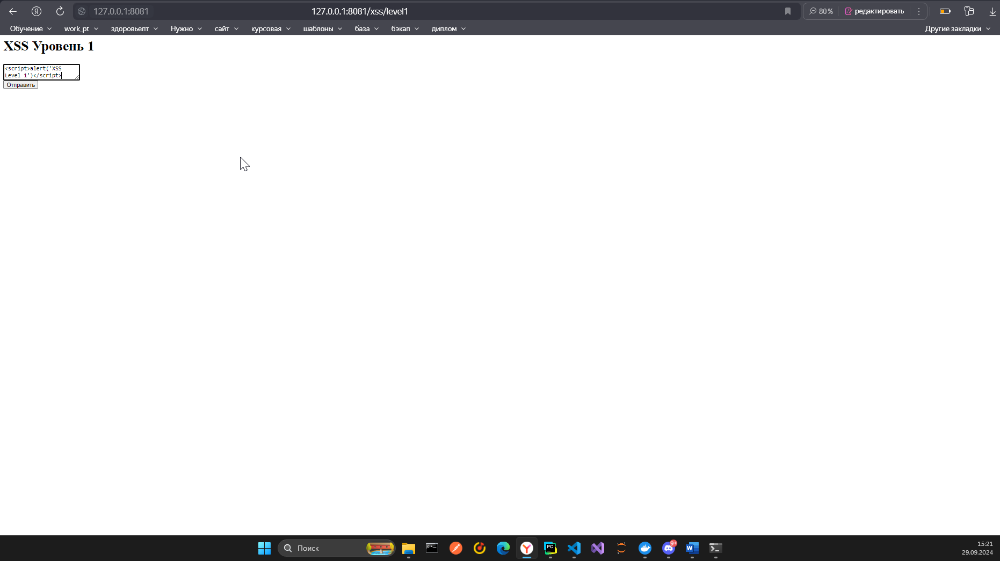 127.0.0.1:8081
127.0.0.1:8081/xss/level1
80 %
редактировать
Обучение
work_pt
здоровьепт
Нужно
сайт
курсовая
шаблоны
база
бэкап
диплом
Другие закладки
XSS Уровень 1
<script>alert('XSS
Level 1')</script>
Отправить
Поиск
PC
9+
W
15:21
29.09.2024